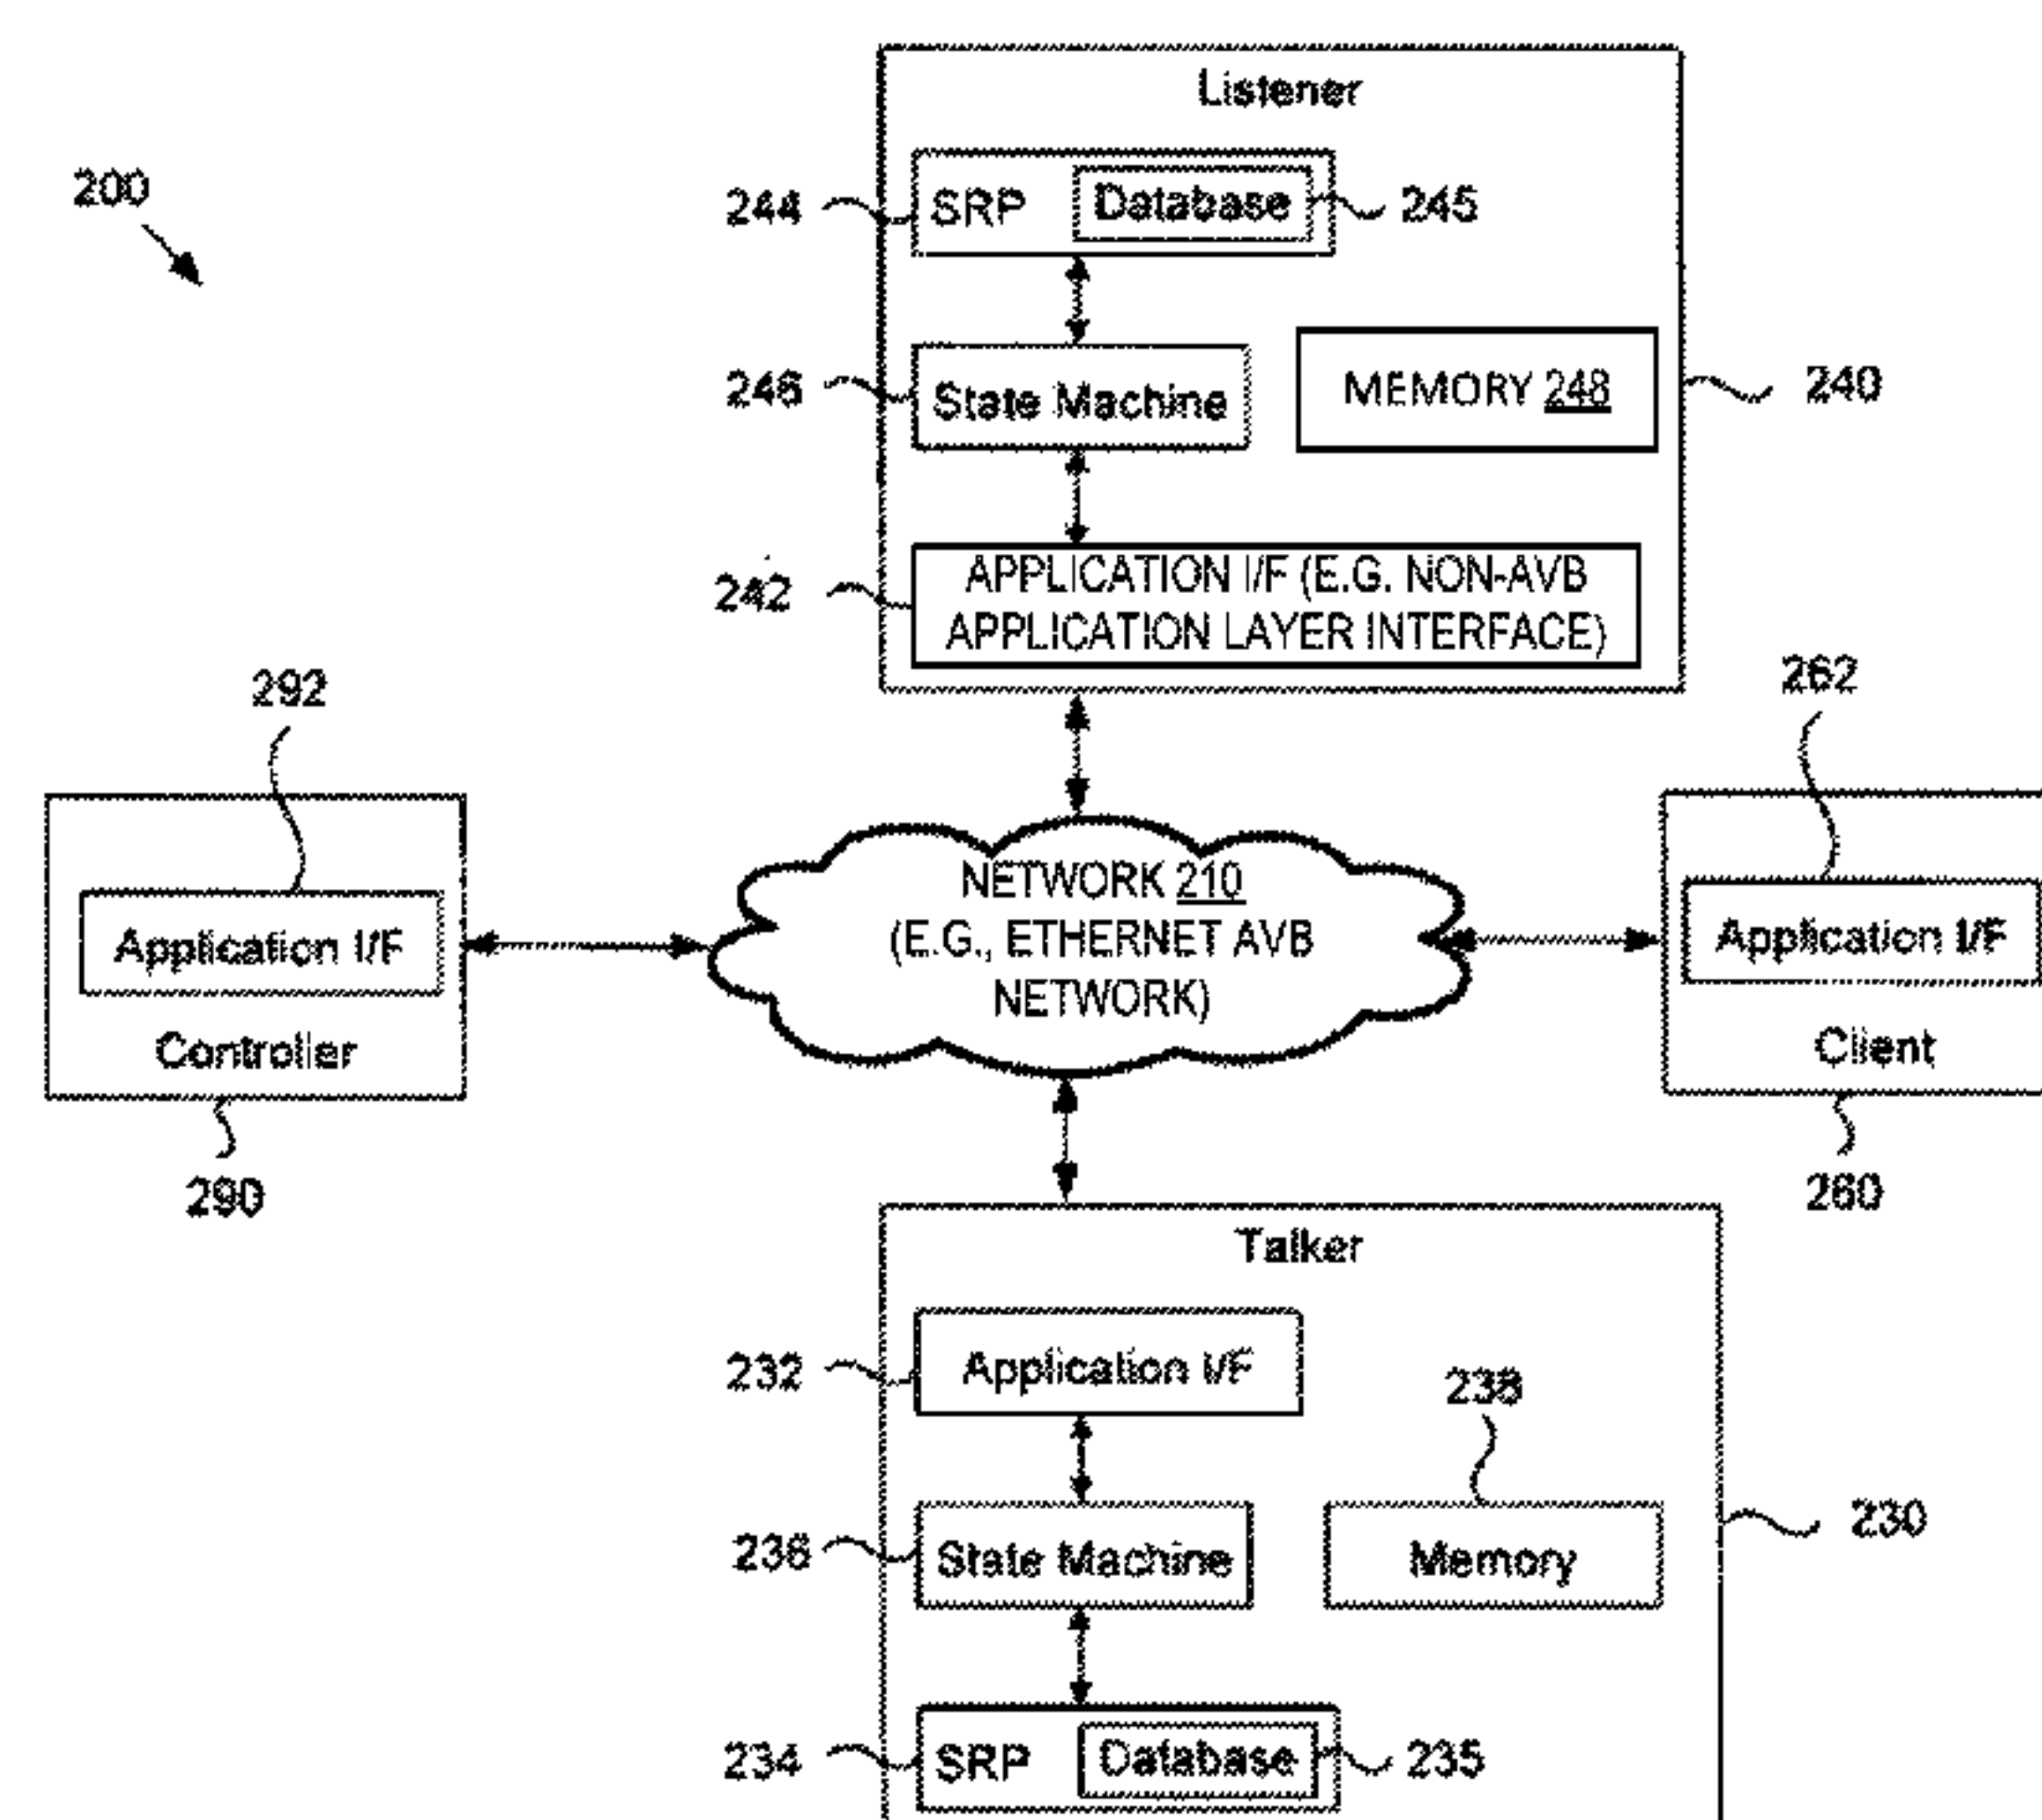 Listener
200
244
SRP
Database
245
246
State Machine
MEMORY 248
240
242
APPLICATION I/F (E.G. NON-AVB
APPLICATION LAYER INTERFACE)
292
262
Application I/F
Controller
290
NETWORK 210
(E.G., ETHERNET AVB
NETWORK)
Application I/F
Client
260
Talker
232
Application I/F
238
236
State Machine
Memory
230
234
SRP
Database
235